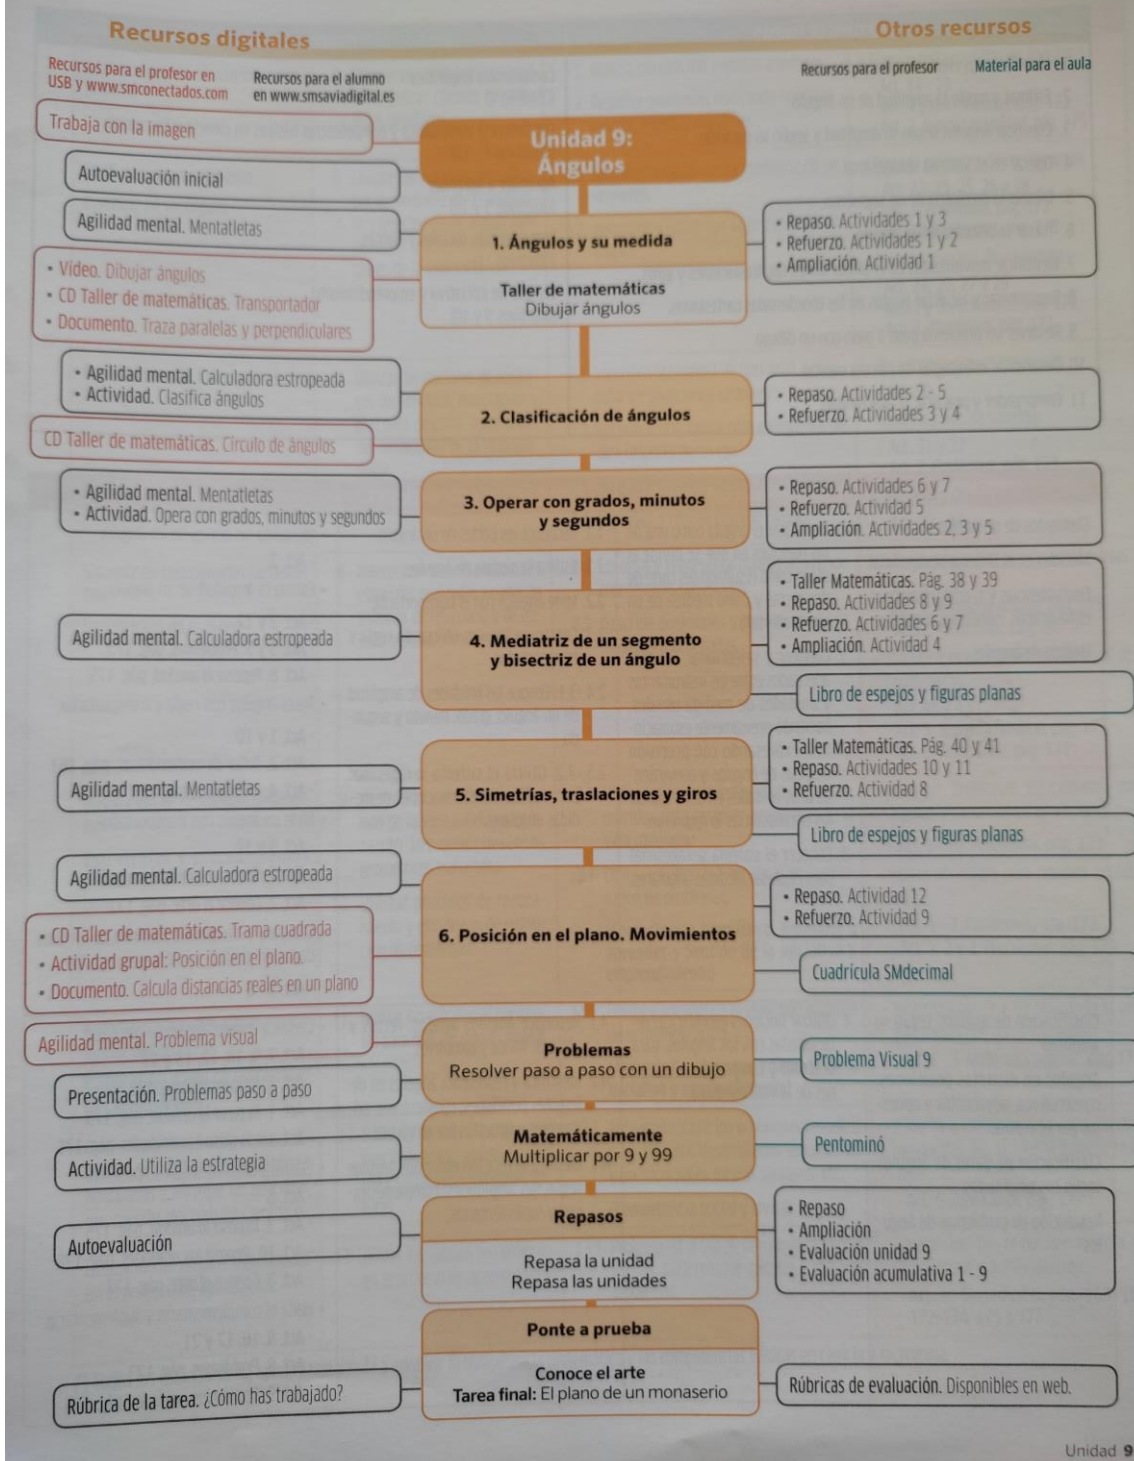 Recursos digitales
Otros recursos
Recursos para el profesor en
USB y www.smconectados.com
Recursos para el alumno
en www.smsaviadigital.es
Recursos para el profesor
Material para el aula
Trabaja con la imagen
Unidad 9:
Ángulos
Autoevaluación inicial
Agilidad mental. Mentatletas
1. Ángulos y su medida
• Repaso. Actividades 1 y 3
• Refuerzo. Actividades 1 y 2
• Ampliación. Actividad 1
• Vídeo. Dibujar ángulos
• CD Taller de matemáticas. Transportador
• Documento. Traza paralelas y perpendiculares
Taller de matemáticas
Dibujar ángulos
• Agilidad mental. Calculadora estropeada
• Actividad. Clasifica ángulos
2. Clasificación de ángulos
• Repaso. Actividades 2 - 5
• Refuerzo. Actividades 3 y 4
CD Taller de matemáticas. Círculo de ángulos
• Agilidad mental. Mentatletas
• Actividad. Opera con grados, minutos y segundos
3. Operar con grados, minutos
y segundos
• Repaso. Actividades 6 y 7
• Refuerzo. Actividad 5
• Ampliación. Actividades 2, 3 y 5
Agilidad mental. Calculadora estropeada
4. Mediatriz de un segmento
y bisectriz de un ángulo
• Taller Matemáticas. Pág. 38 y 39
• Repaso. Actividades 8 y 9
• Refuerzo. Actividades 6 y 7
• Ampliación. Actividad 4
Libro de espejos y figuras planas
Agilidad mental. Mentatletas
5. Simetrías, traslaciones y giros
• Taller Matemáticas. Pág. 40 y 41
• Repaso. Actividades 10 y 11
• Refuerzo. Actividad 8
Libro de espejos y figuras planas
Agilidad mental. Calculadora estropeada
6. Posición en el plano. Movimientos
• Repaso. Actividad 12
• Refuerzo. Actividad 9
• CD Taller de matemáticas. Trama cuadrada
• Actividad grupal: Posición en el plano.
• Documento. Calcula distancias reales en un plano
Cuadrícula SMdecimal
Agilidad mental. Problema visual
Problemas
Resolver paso a paso con un dibujo
Problema Visual 9
Presentación. Problemas paso a paso
Matemáticamente
Multiplicar por 9 y 99
Pentominó
Actividad. Utiliza la estrategia
Repasos
Repasa la unidad
Repasa las unidades
• Repaso
• Ampliación
• Evaluación unidad 9
• Evaluación acumulativa 1 - 9
Autoevaluación
Ponte a prueba
Conoce el arte
Tarea final: El plano de un monaserio
Rúbrica de la tarea. ¿Cómo has trabajado?
Rúbricas de evaluación. Disponibles en web.
Unidad 9